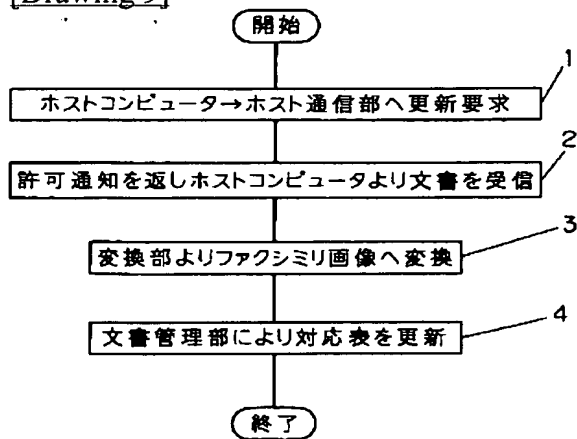 [Drawing 9]
開始
1
ホストコンピュータ→ホスト通信部へ更新要求
2
許可通知を返しホストコンピュータより文書を受信
3
変換部よりファクシミリ画像へ変換
4
文書管理部により対応表を更新
終了